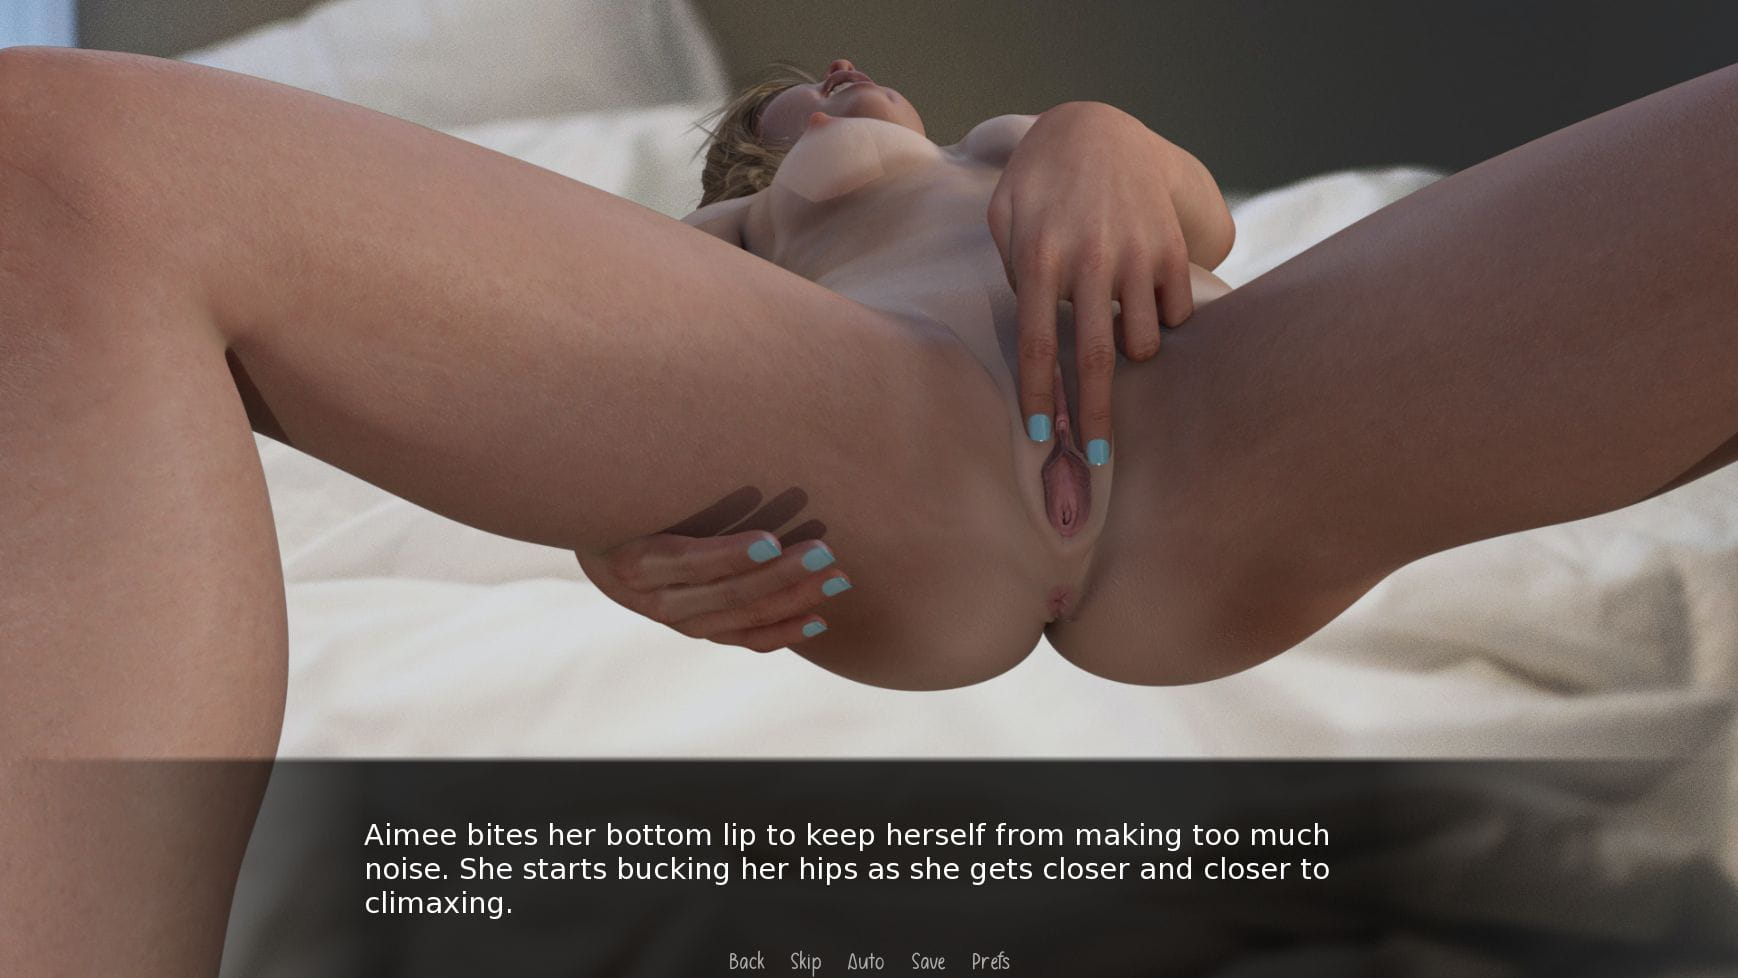 Aimee bites her bottom lip to keep herself from making too much
noise. She starts bucking her hips as she gets closer and closer to
climaxing.
Back Skip Auto Save Prefs